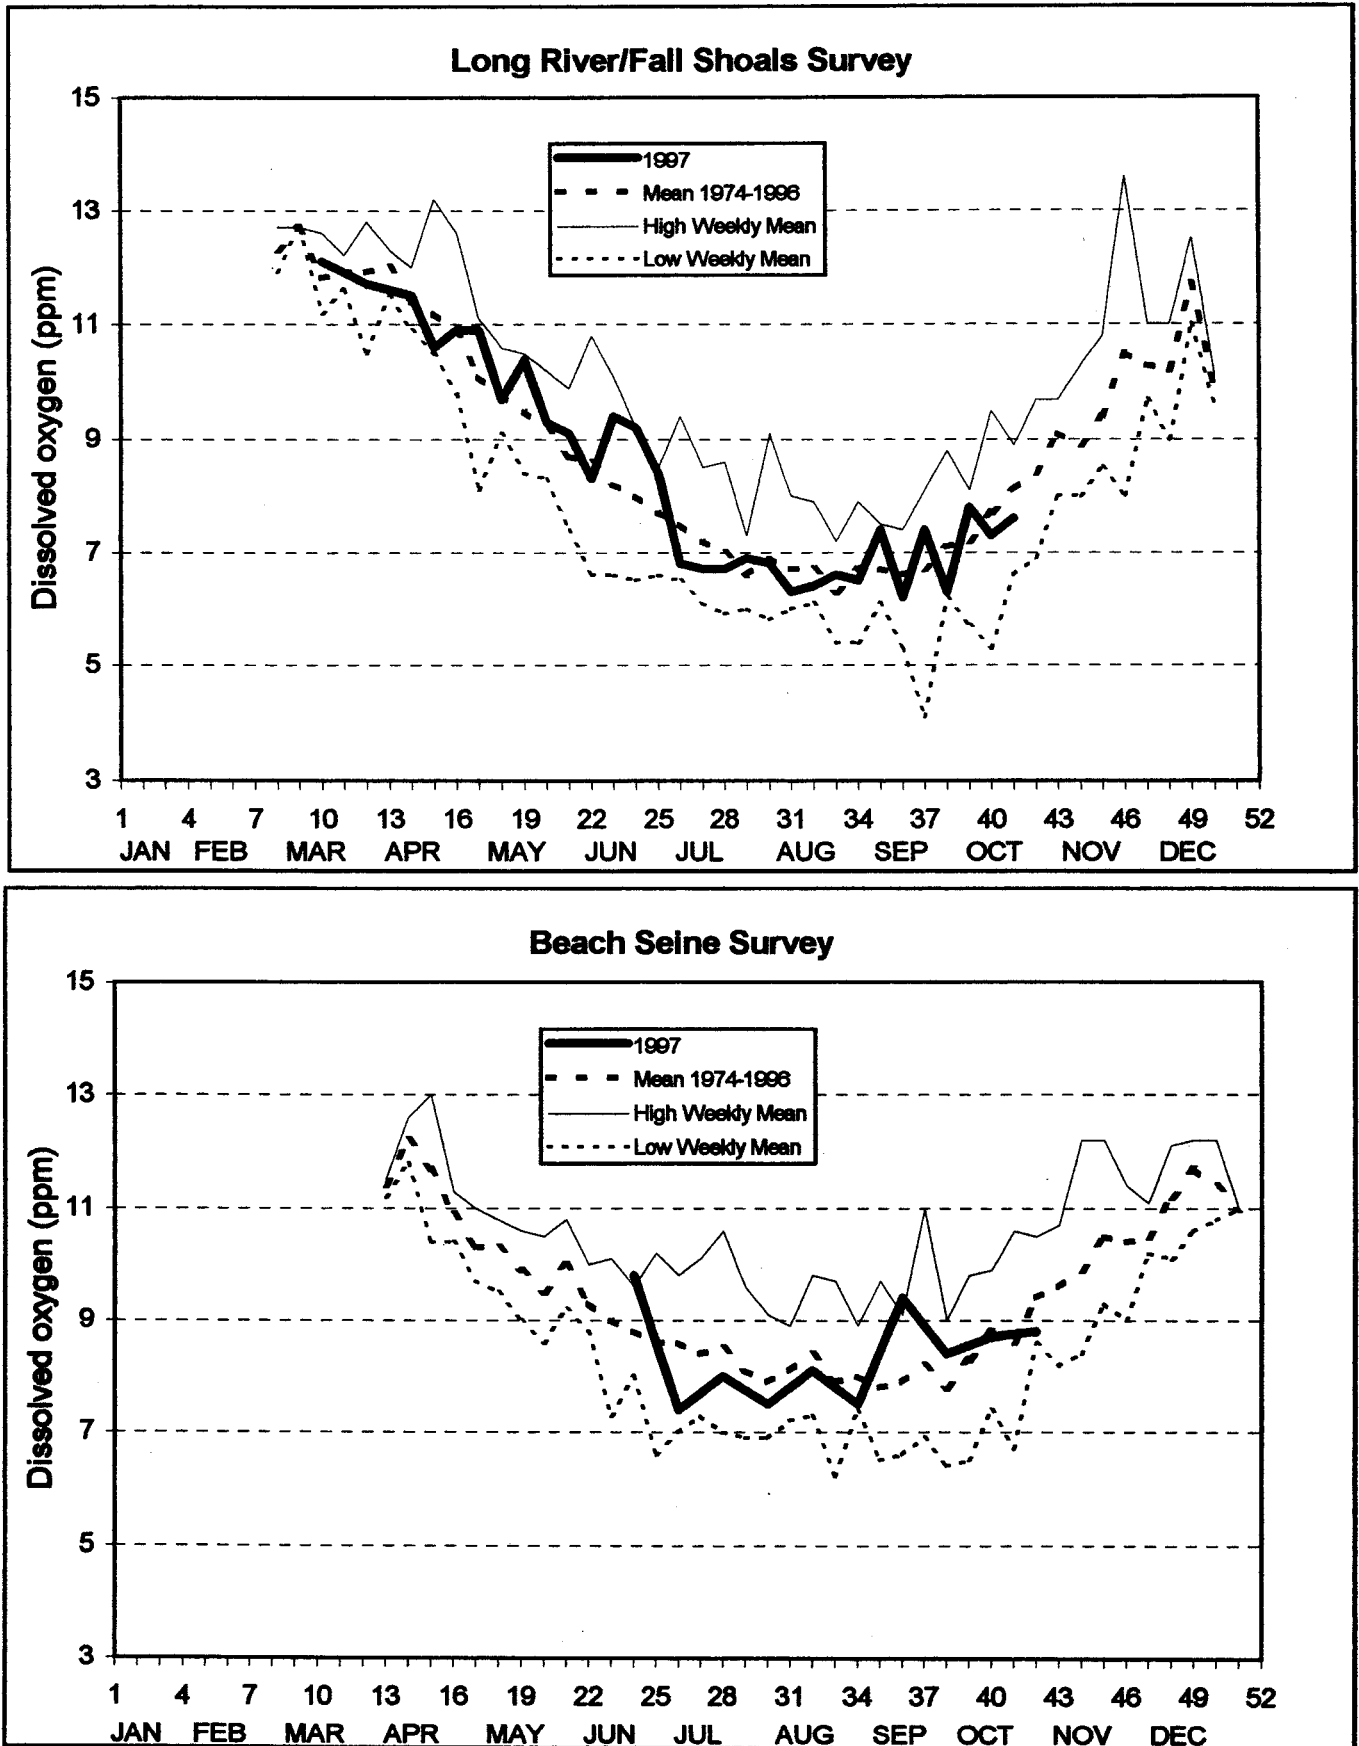 Long River/Fall Shoals Survey
15
13
11
9
7
5
3
Dissolved oxygen (ppm)
1997
Mean 1974-1996
High Weekly Mean
Low Weekly Mean
1 4 7 10 13 16 19 22 25 28 31 34 37 40 43 46 49 52
JAN FEB MAR APR MAY JUN JUL AUG SEP OCT NOV DEC
Beach Seine Survey
15
13
11
9
7
5
3
Dissolved oxygen (ppm)
1997
Mean 1974-1996
High Weekly Mean
Low Weekly Mean
1 4 7 10 13 16 19 22 25 28 31 34 37 40 43 46 49 52
JAN FEB MAR APR MAY JUN JUL AUG SEP OCT NOV DEC